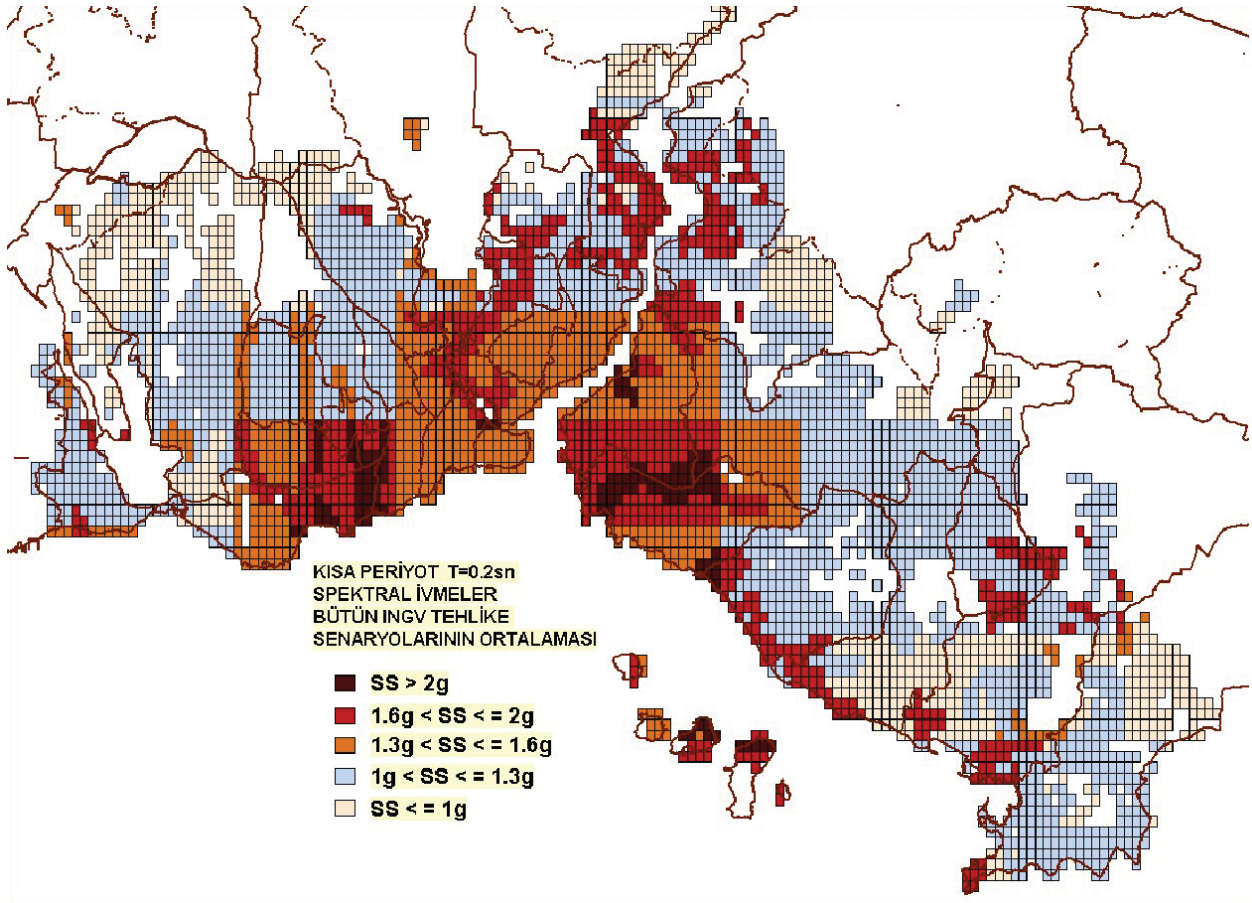 KISA PERİYOT T=0.2sn
SPEKTRAL İVMELER
BÜTÜN INGV TEHLİKE
SENARYOLARININ ORTALAMASI
SS > 2g
1.6g < SS < = 2g
1.3g < SS < = 1.6g
1g < SS < = 1.3g
SS < = 1g